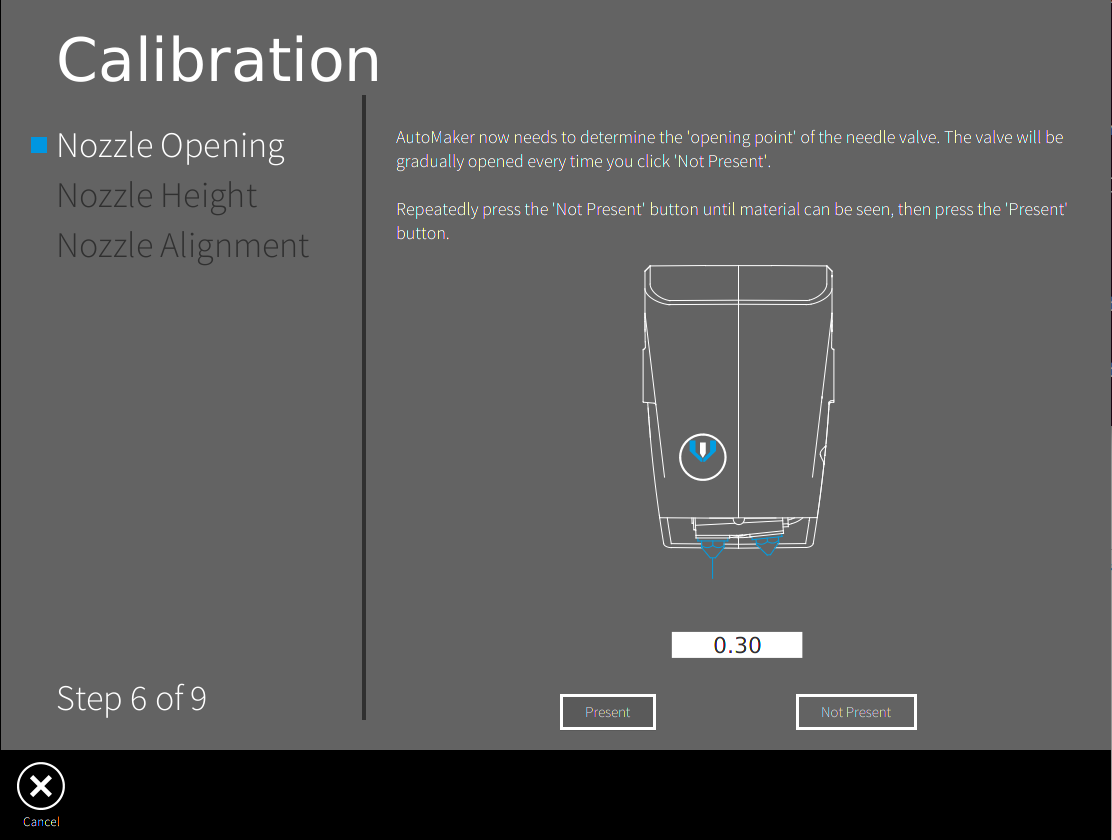 Calibration
Nozzle Opening
Nozzle Height
Nozzle Alignment
AutoMaker now needs to determine the 'opening point' of the needle valve. The valve will be
gradually opened every time you click 'Not Present'.
Repeatedly press the 'Not Present' button until material can be seen, then press the 'Present'
button.
0.30
Step 6 of 9
Present
Not Present
Cancel